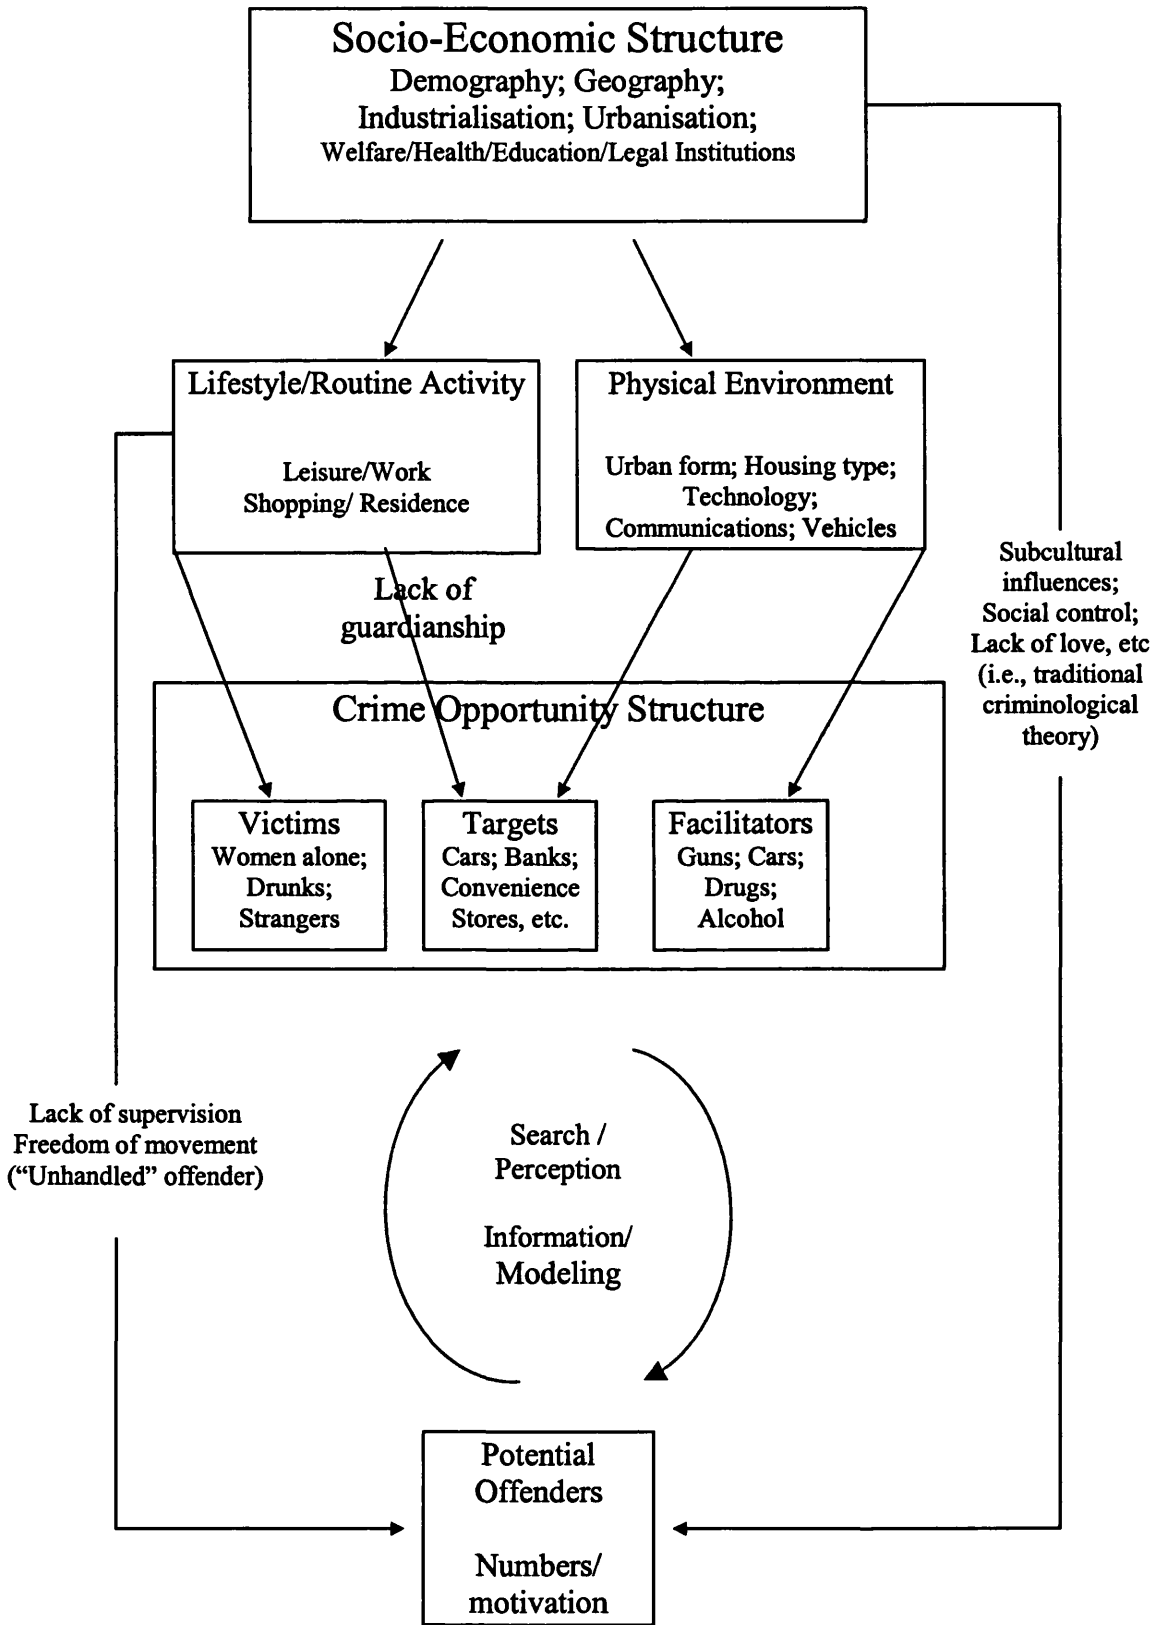 Socio-Economic Structure
Demography; Geography;
Industrialisation; Urbanisation;
Welfare/Health/Education/Legal Institutions
Lifestyle/Routine Activity
Leisure/Work
Shopping/ Residence
Physical Environment
Urban form; Housing type;
Technology;
Communications; Vehicles
Lack of
guardianship
Subcultural
influences;
Social control;
Lack of love, etc
(i.e., traditional
criminological
theory)
Crime Opportunity Structure
Victims
Women alone;
Drunks;
Strangers
Targets
Cars; Banks;
Convenience
Stores, etc.
Facilitators
Guns; Cars;
Drugs;
Alcohol
Lack of supervision
Freedom of movement
(“Unhandled” offender)
Search /
Perception
Information/
Modeling
Potential
Offenders
Numbers/
motivation